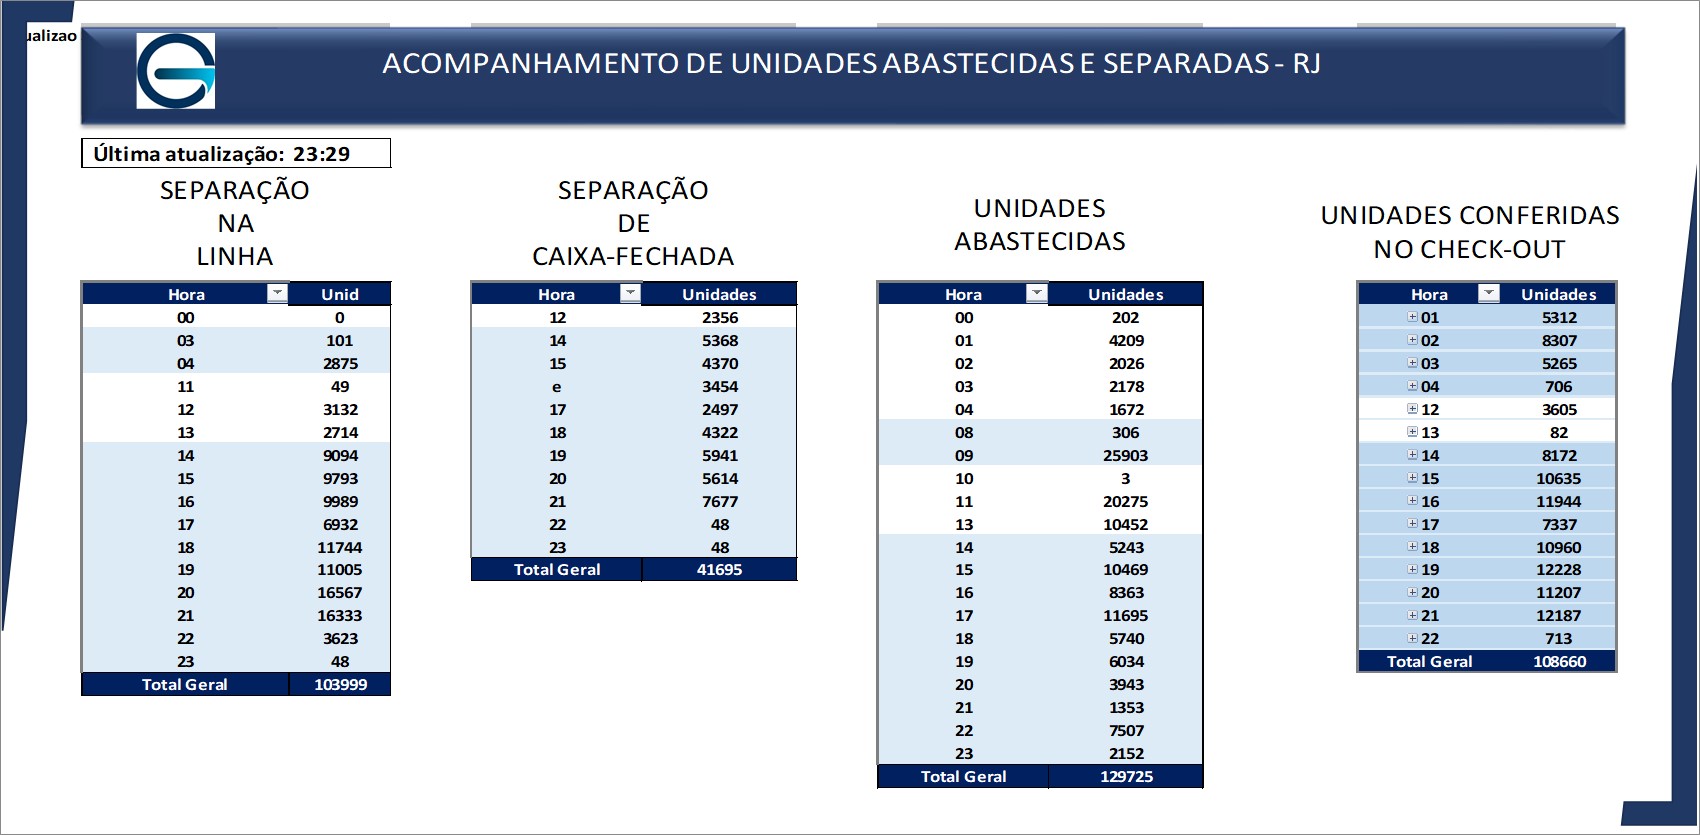 ualizao
ACOMPANHAMENTO DE UNIDADES ABASTECIDAS E SEPARADAS - RJ
Última atualização: 23:29
SEPARAÇÃO
NA
LINHA
Hora Unid
00 0
03 101
04 2875
11 49
12 3132
13 2714
14 9094
15 9793
16 9989
17 6932
18 11744
19 11005
20 16567
21 16333
22 3623
23 48
Total Geral 103999
SEPARAÇÃO
DE
CAIXA-FECHADA
Hora Unidades
12 2356
14 5368
15 4370
e 3454
17 2497
18 4322
19 5941
20 5614
21 7677
22 48
23 48
Total Geral 41695
UNIDADES
ABASTECIDAS
Hora Unidades
00 202
01 4209
02 2026
03 2178
04 1672
08 306
09 25903
10 3
11 20275
13 10452
14 5243
15 10469
16 8363
17 11695
18 5740
19 6034
20 3943
21 1353
22 7507
23 2152
Total Geral 129725
UNIDADES CONFERIDAS
NO CHECK-OUT
Hora Unidades
01 5312
02 8307
03 5265
04 706
12 3605
13 82
14 8172
15 10635
16 11944
17 7337
18 10960
19 12228
20 11207
21 12187
22 713
Total Geral 108660